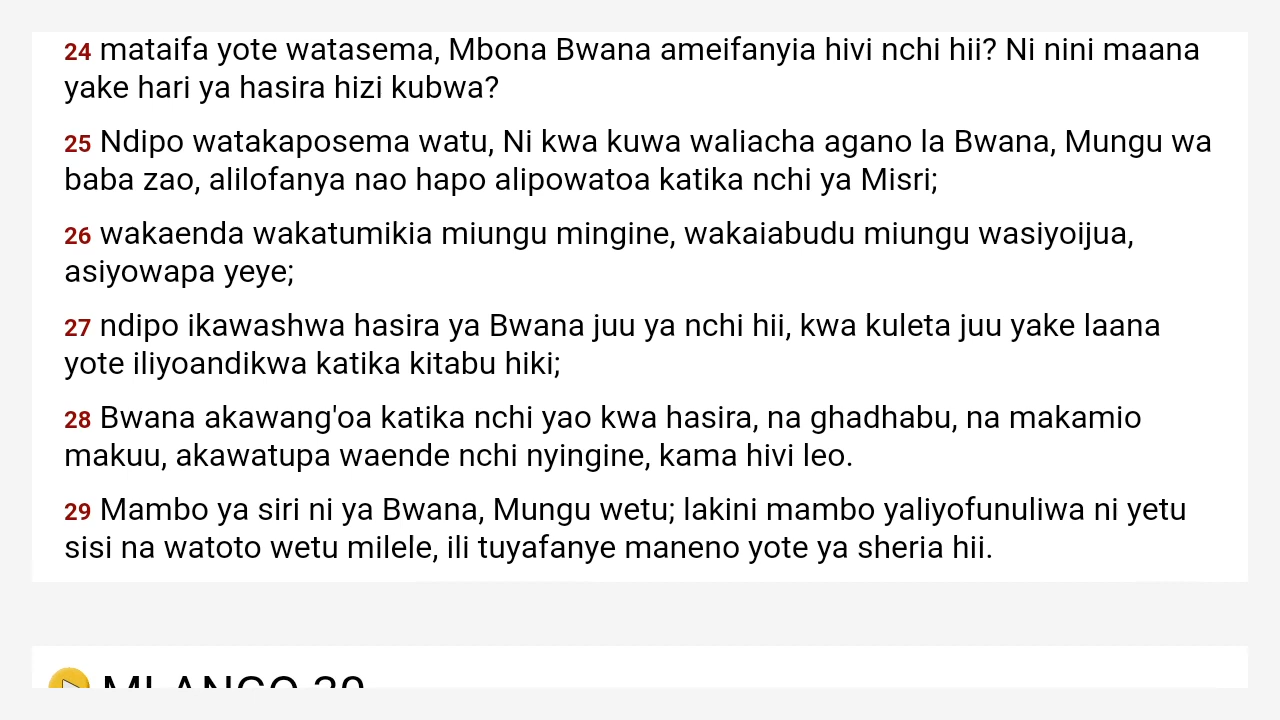 24 mataifa yote watasema, Mbona Bwana ameifanyia hivi nchi hii? Ni nini maana
yake hari ya hasira hizi kubwa?
25 Ndipo watakaposema watu, Ni kwa kuwa waliacha agano la Bwana, Mungu wa
baba zao, alilofanya nao hapo alipowatoa katika nchi ya Misri;
26 wakaenda wakatumikia miungu mingine, wakaiabudu miungu wasiyoijua,
asiyowapa yeye;
27 ndipo ikawashwa hasira ya Bwana juu ya nchi hii, kwa kuleta juu yake laana
yote iliyoandikwa katika kitabu hiki;
28 Bwana akawang'oa katika nchi yao kwa hasira, na ghadhabu, na makamio
makuu, akawatupa waende nchi nyingine, kama hivi leo.
29 Mambo ya siri ni ya Bwana, Mungu wetu; lakini mambo yaliyofunuliwa ni yetu
sisi na watoto wetu milele, ili tuyafanye maneno yote ya sheria hii.
MLANGO 30